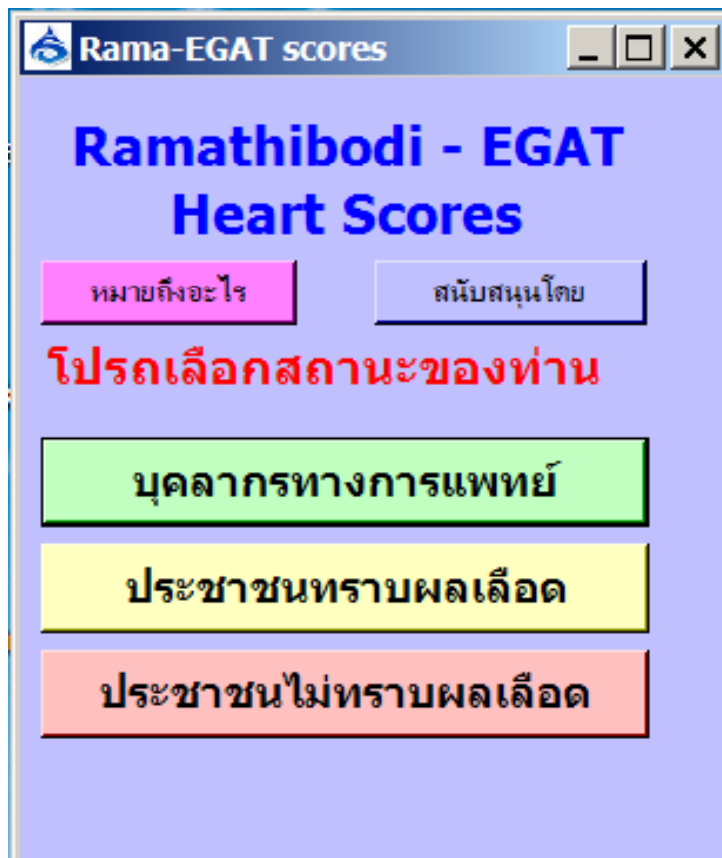 Rama-EGAT scores
Ramathibodi - EGAT
Heart Scores
หมายถึงอะไร
สนับสนุนโดย
โปรดเลือกสถานะของท่าน
บุคลากรทางการแพทย์
ประชาชนทราบผลเลือด
ประชาชนไม่ทราบผลเลือด